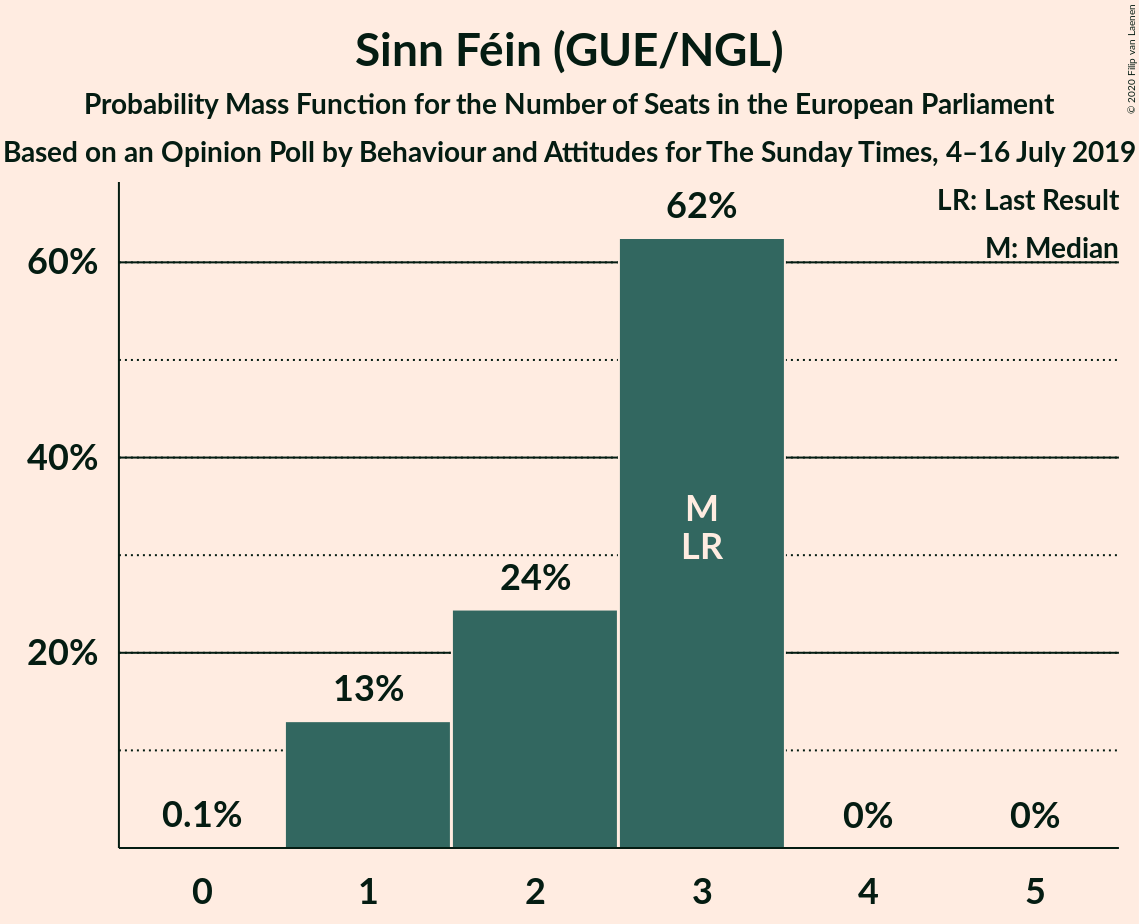 Sinn Féin (GUE/NGL)
Probability Mass Function for the Number of Seats in the European Parliament
Based on an Opinion Poll by Behaviour and Attitudes for The Sunday Times, 4–16 July 2019
© 2020 Filip van Laenen
LR: Last Result
M: Median
60%
40%
20%
0.1%
13%
24%
62%
M
LR
0%
0%
0 1 2 3 4 5